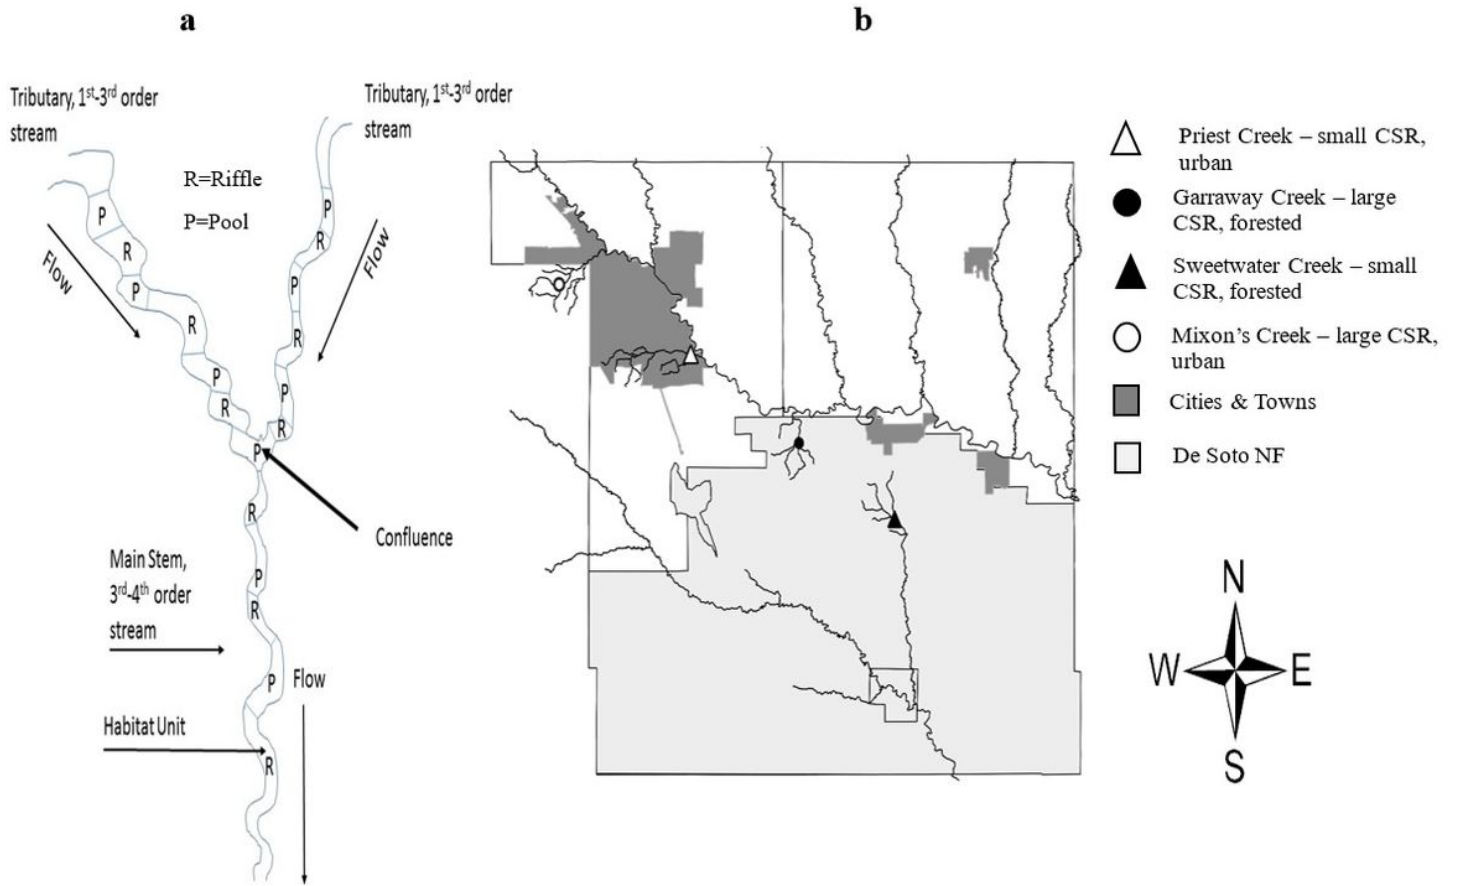 a
b
Tributary, 1st-3rd order
stream
Tributary, 1st-3rd order
stream
R=Riffle
P=Pool
P
R
P
R
P
R
P
R
P
R
P
R
P
Flow
Flow
Confluence
R
P
R
P
R
Main Stem,
3rd-4th order
stream
Flow
Habitat Unit
Priest Creek – small CSR,
urban
Garraway Creek – large
CSR, forested
Sweetwater Creek – small
CSR, forested
Mixon's Creek – large CSR,
urban
Cities & Towns
De Soto NF
N
W
E
S